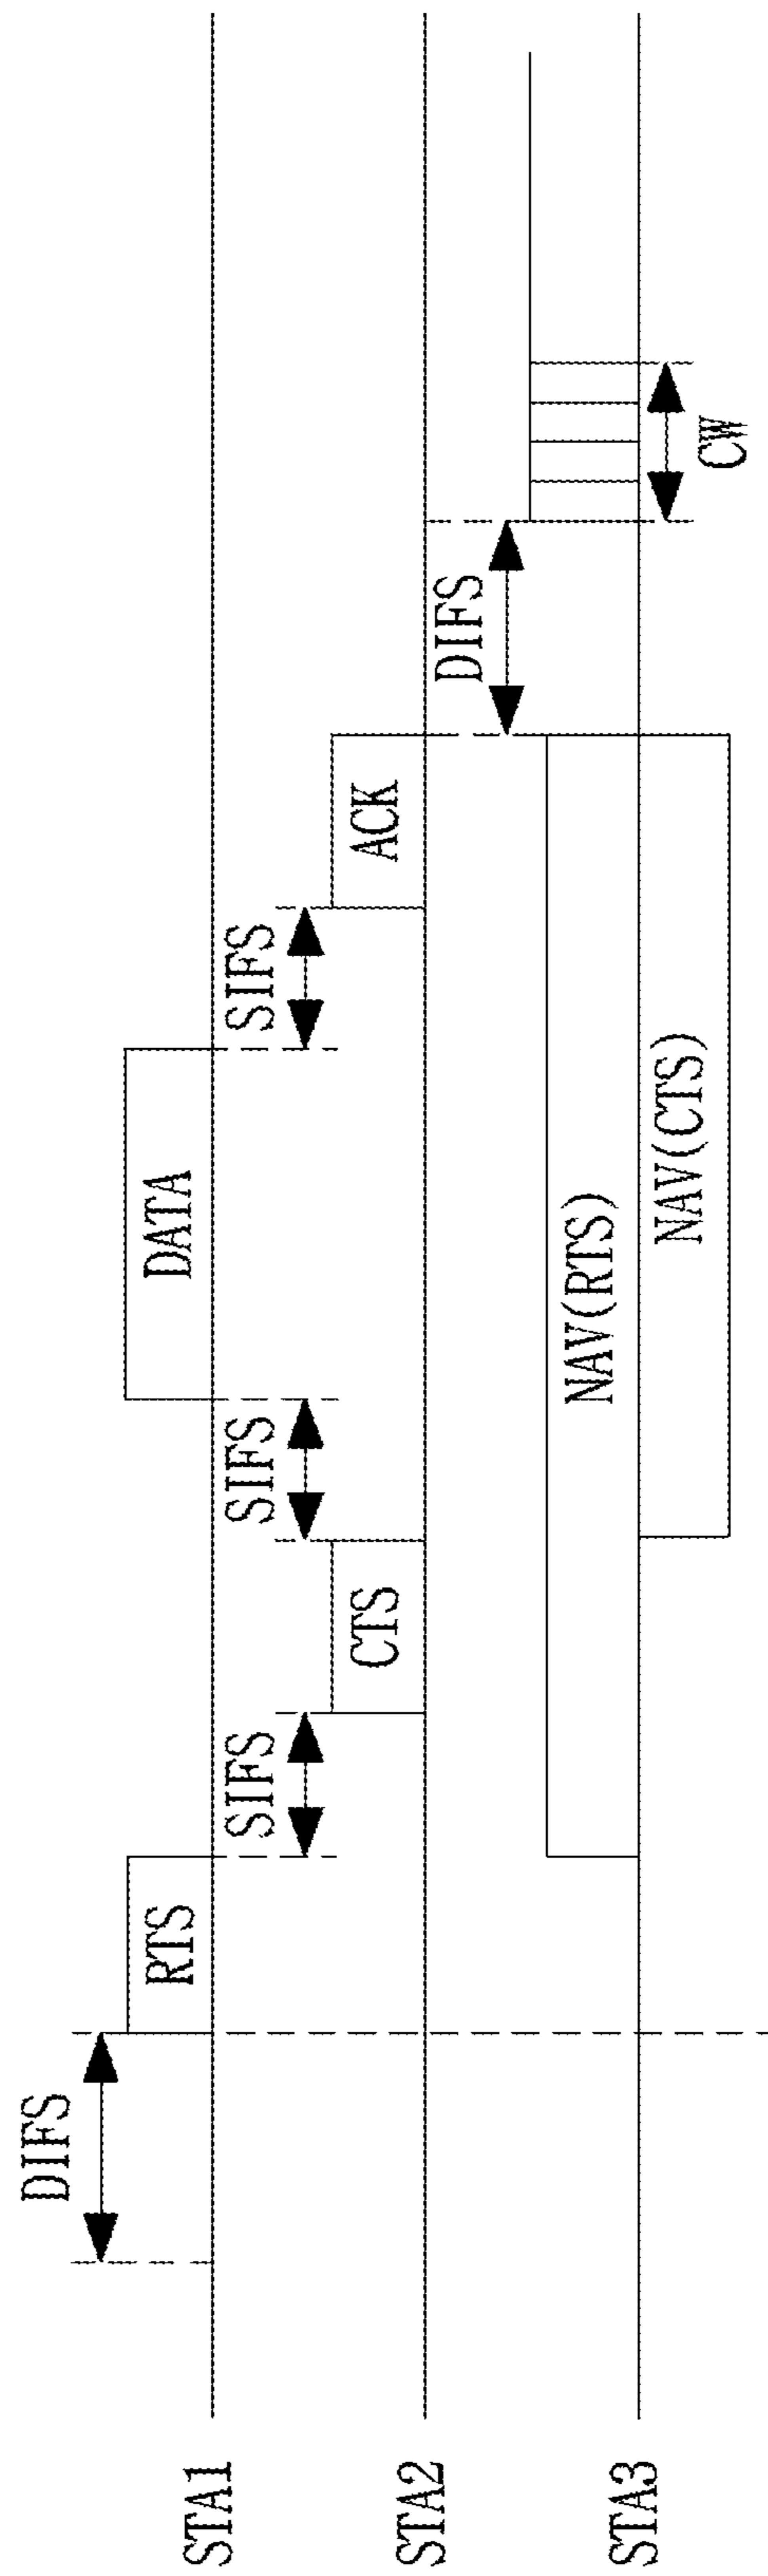 DIFS
RTS
SIFS
SIFS
SIFS
DATA
STA1
CTS
ACK
STA2
DIFS
NAV(RTS)
STA3
NAV(CTS)
CW